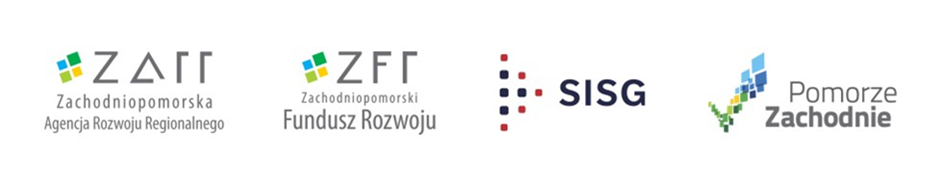 ZARR
Zachodniopomorska
Agencja Rozwoju Regionalnego
ZFR
Zachodniopomorski
Fundusz Rozwoju
SISG
Pomorze
Zachodnie